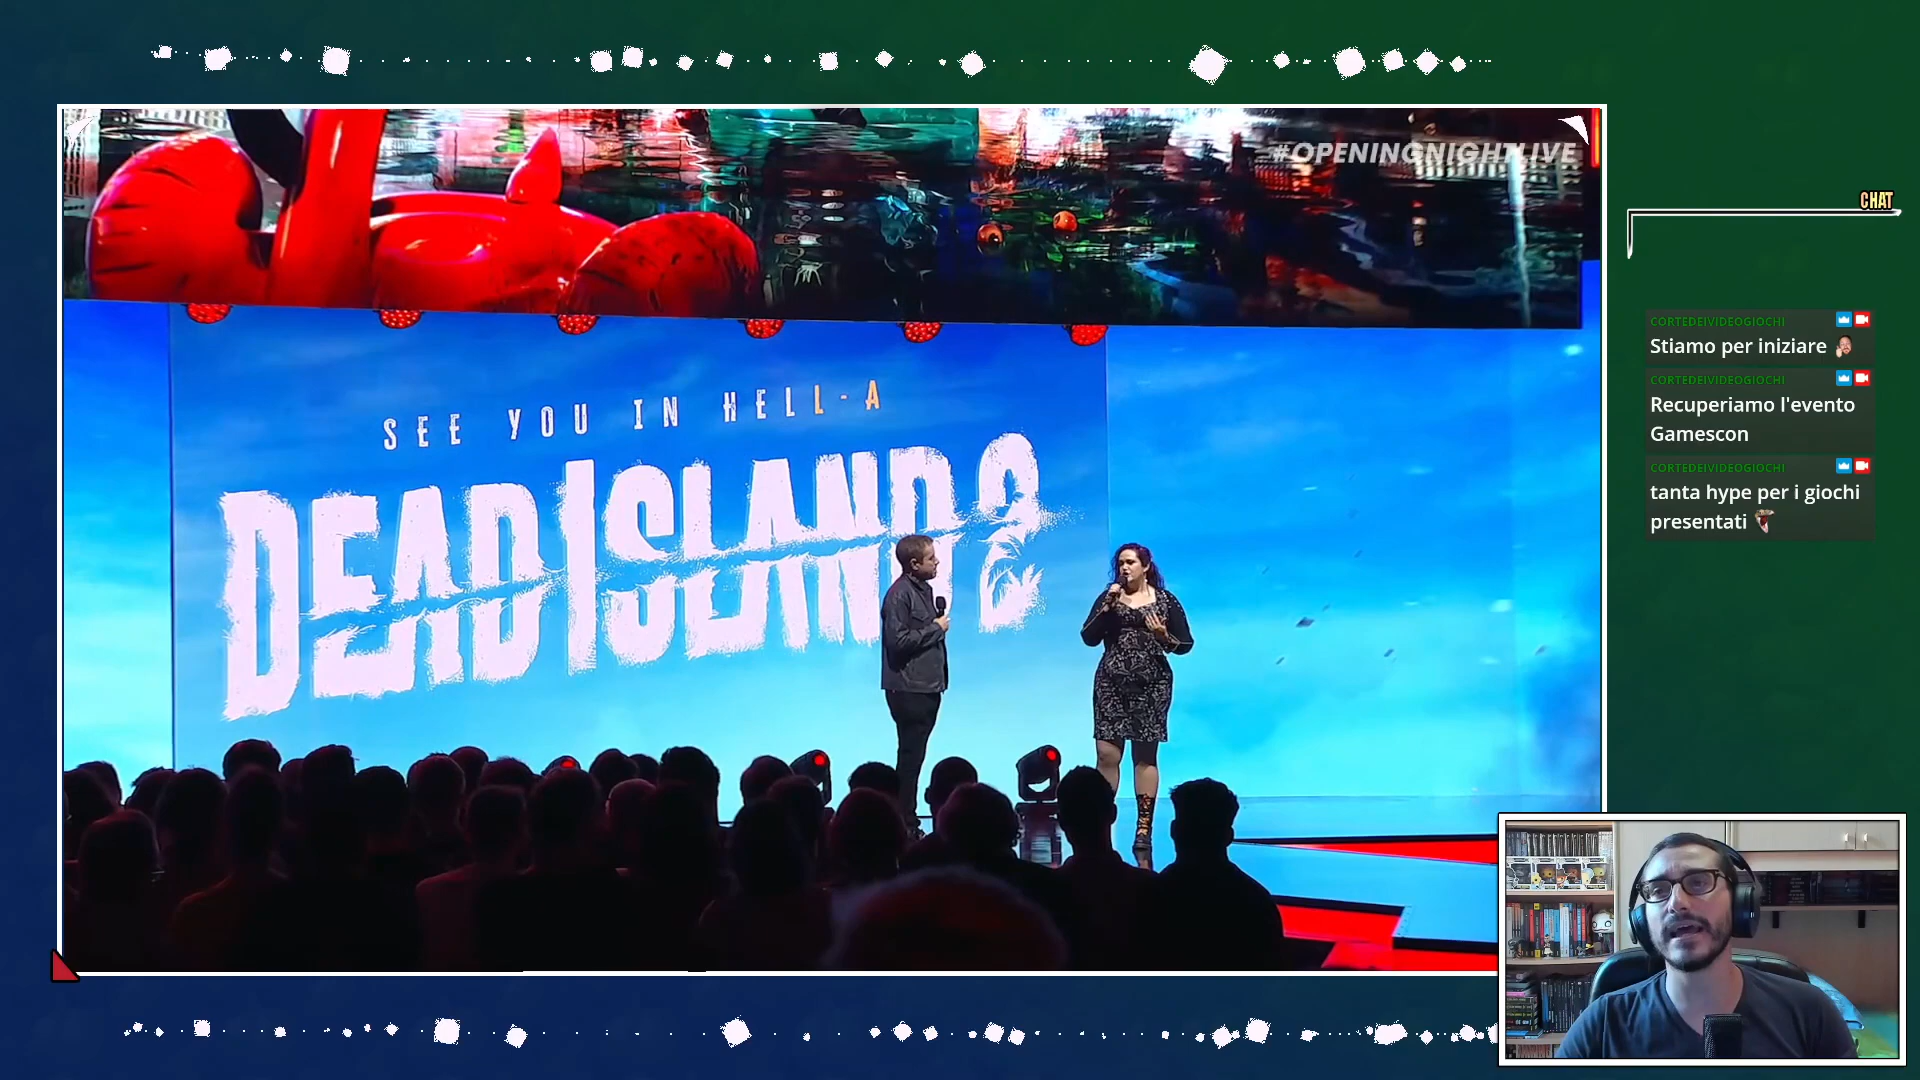 #OPENINGNIGHTLIVE
SEE YOU IN HELL-A
DEAD ISLAND 2
CHAT
CORTEDEIVIDEOGIOCHI
Stiamo per iniziare
CORTEDEIVIDEOGIOCHI
Recuperiamo l'evento
Gamescon
CORTEDEIVIDEOGIOCHI
tanta hype per i giochi
presentati